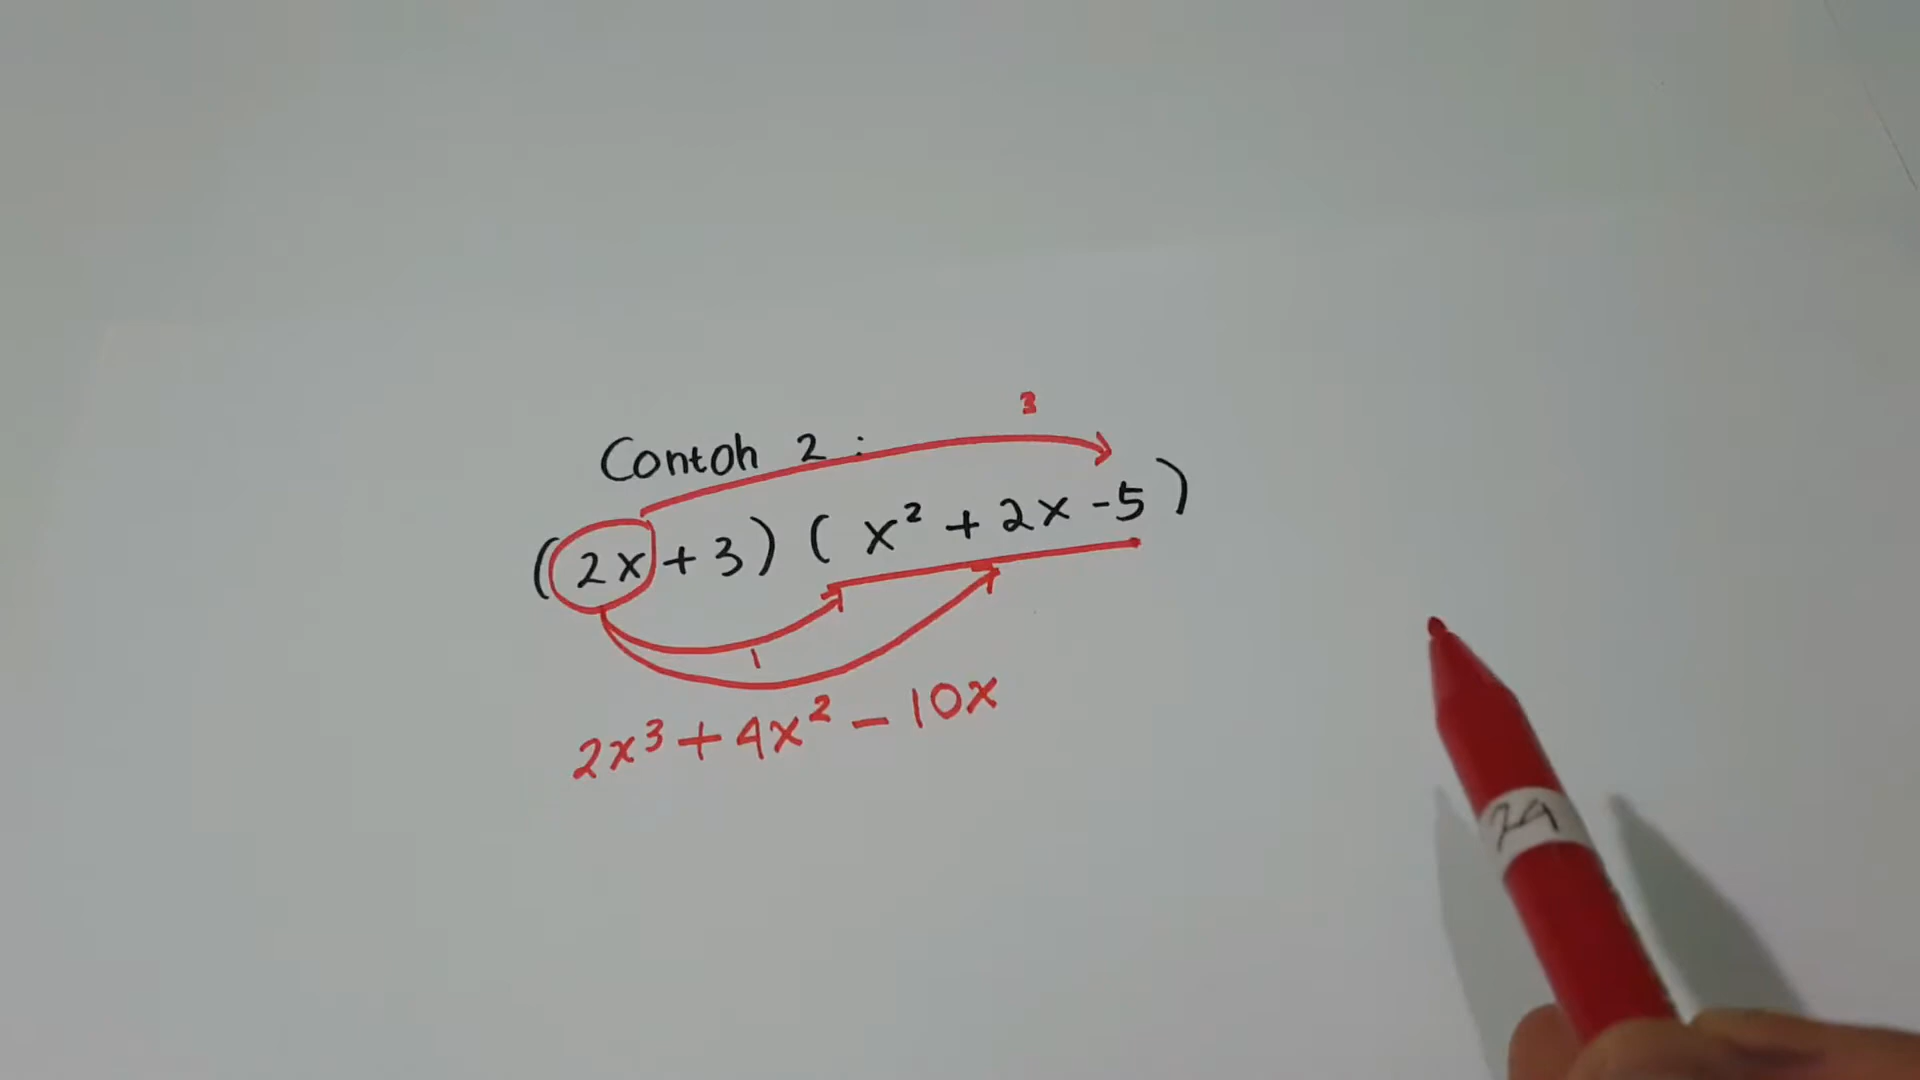 3
Contoh 2 :
(2x + 3) ( x² + 2x - 5 )
1
2x³ + 4x² - 10x